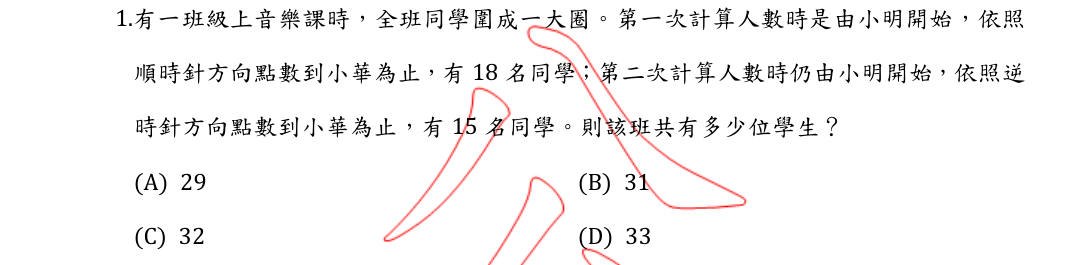 1.有一班級上音樂課時，全班同學圍成一大圈。第一次計算人數時是由小明開始，依照
順時針方向點數到小華為止，有 18 名同學；第二次計算人數時仍由小明開始，依照逆
時針方向點數到小華為止，有 15 名同學。則該班共有多少位學生？
(A) 29 (B) 31
(C) 32 (D) 33